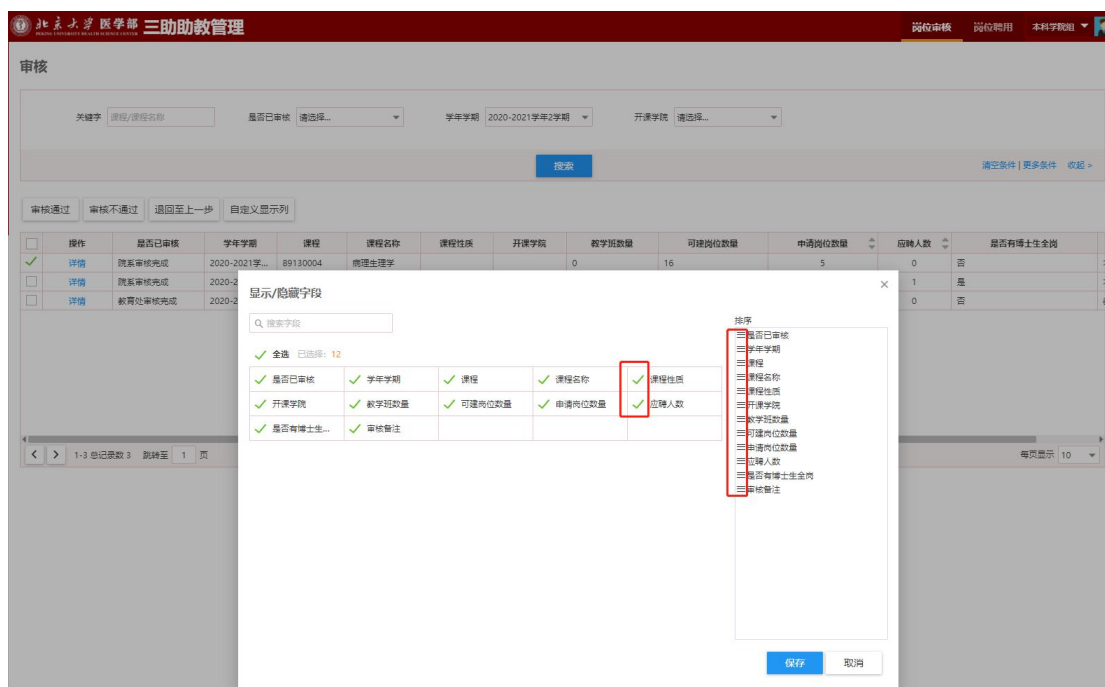 北京大学 医学部 三助助教管理 岗位审核 岗位聘用 本科学院组
PEKING UNIVERSITY HEALTH SCIENCE CENTER
审核
关键字 课程/课程名称 是否已审核 请选择... 学年学期 2020-2021学年2学期 开课学院 请选择...
搜索 清空条件 | 更多条件 收起 >
审核通过 审核不通过 退回至上一步 自定义显示列
操作 是否已审核 学年学期 课程 课程名称 课程性质 开课学院 教学班数量 可建岗位数量 申请岗位数量 应聘人数 是否有博士生全岗
详情 院系审核完成 2020-2021学... 89130004 病理生理学 0 16 5 0 否
详情 院系审核完成 2020-2 1 是
详情 教育处审核完成 2020-2 0 否
显示/隐藏字段 ×
搜索字段
全选 已选择: 12
是否已审核 学年学期 课程 课程名称 课程性质
开课学院 教学班数量 可建岗位数量 申请岗位数量 应聘人数
是否有博士生... 审核备注
排序
是否已审核
学年学期
课程
课程名称
课程性质
开课学院
教学班数量
可建岗位数量
申请岗位数量
应聘人数
是否有博士生全岗
审核备注
保存 取消
< > 1-3 总记录数 3 跳转至 1 页 每页显示 10